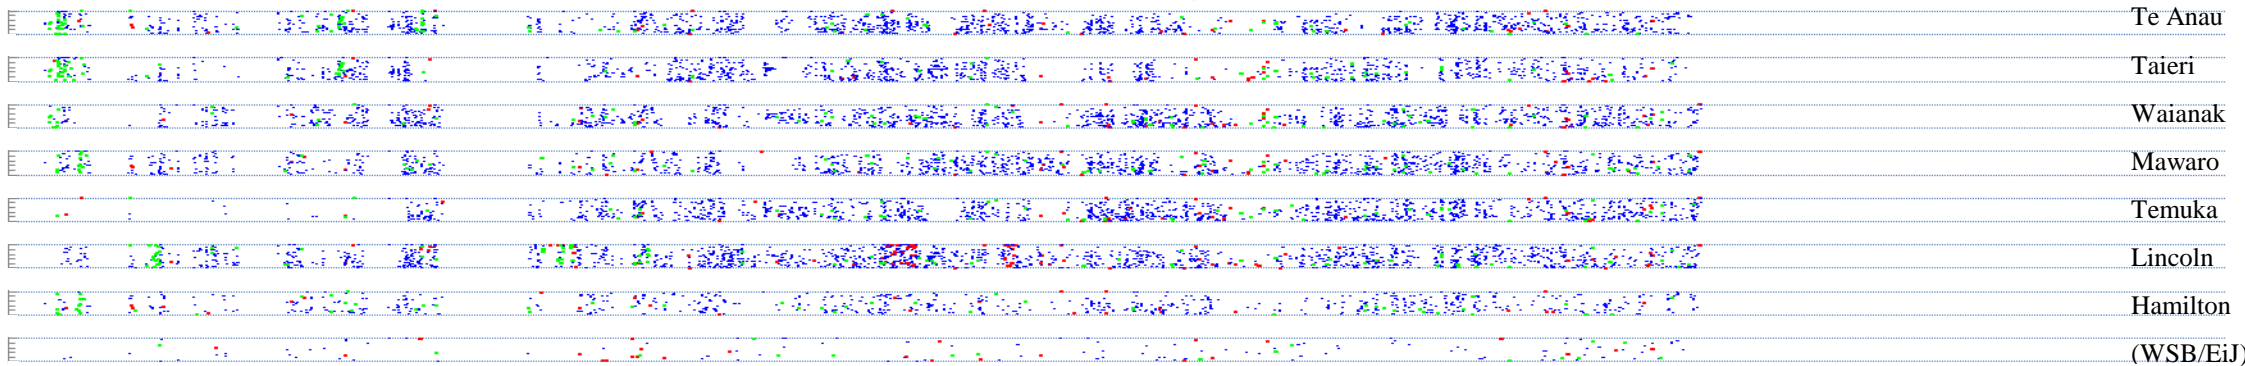 Te Anau
Taieri
Waianak
Mawaro
Temuka
Lincoln
Hamilton
(WSB/EiJ)